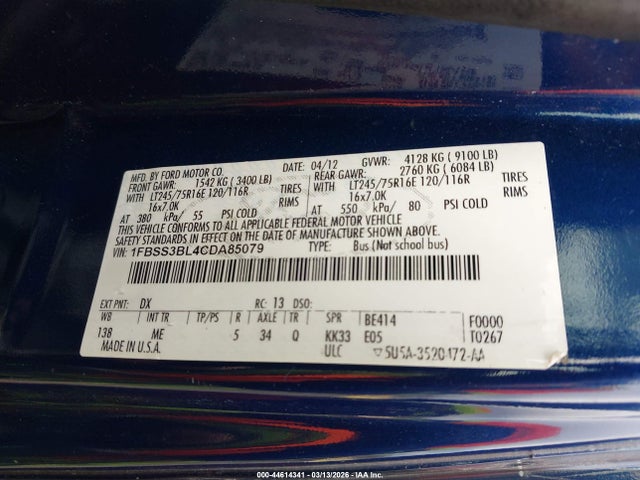 MFD. BY FORD MOTOR CO.
DATE: 04/12 GVWR: 4128 KG ( 9100 LB)
FRONT GAWR: 1542 KG ( 3400 LB) REAR GAWR: 2760 KG ( 6084 LB)
WITH LT245/75R16E 120/116R TIRES WITH LT245/75R16E 120/116R TIRES
16x7.0K RIMS 16x7.0K RIMS
AT 380 kPa/ 55 PSI COLD AT 550 kPa/ 80 PSI COLD
THIS VEHICLE CONFORMS TO ALL APPLICABLE FEDERAL MOTOR VEHICLE
SAFETY STANDARDS IN EFFECT ON THE DATE OF MANUFACTURE SHOWN ABOVE.
VIN: 1FBSS3BL4CDA85079 TYPE: Bus (Not school bus)
EXT PNT: DX RC: 13 DSO:
WB INT TR TP/PS R AX TR SPR BE414 F0000
138 ME 5 34 Q KK33 E05 T0267
MADE IN U.S.A. ULC ▽5U5A-3520472-AA
000-44614341 - 03/13/2026 - IAA Inc.